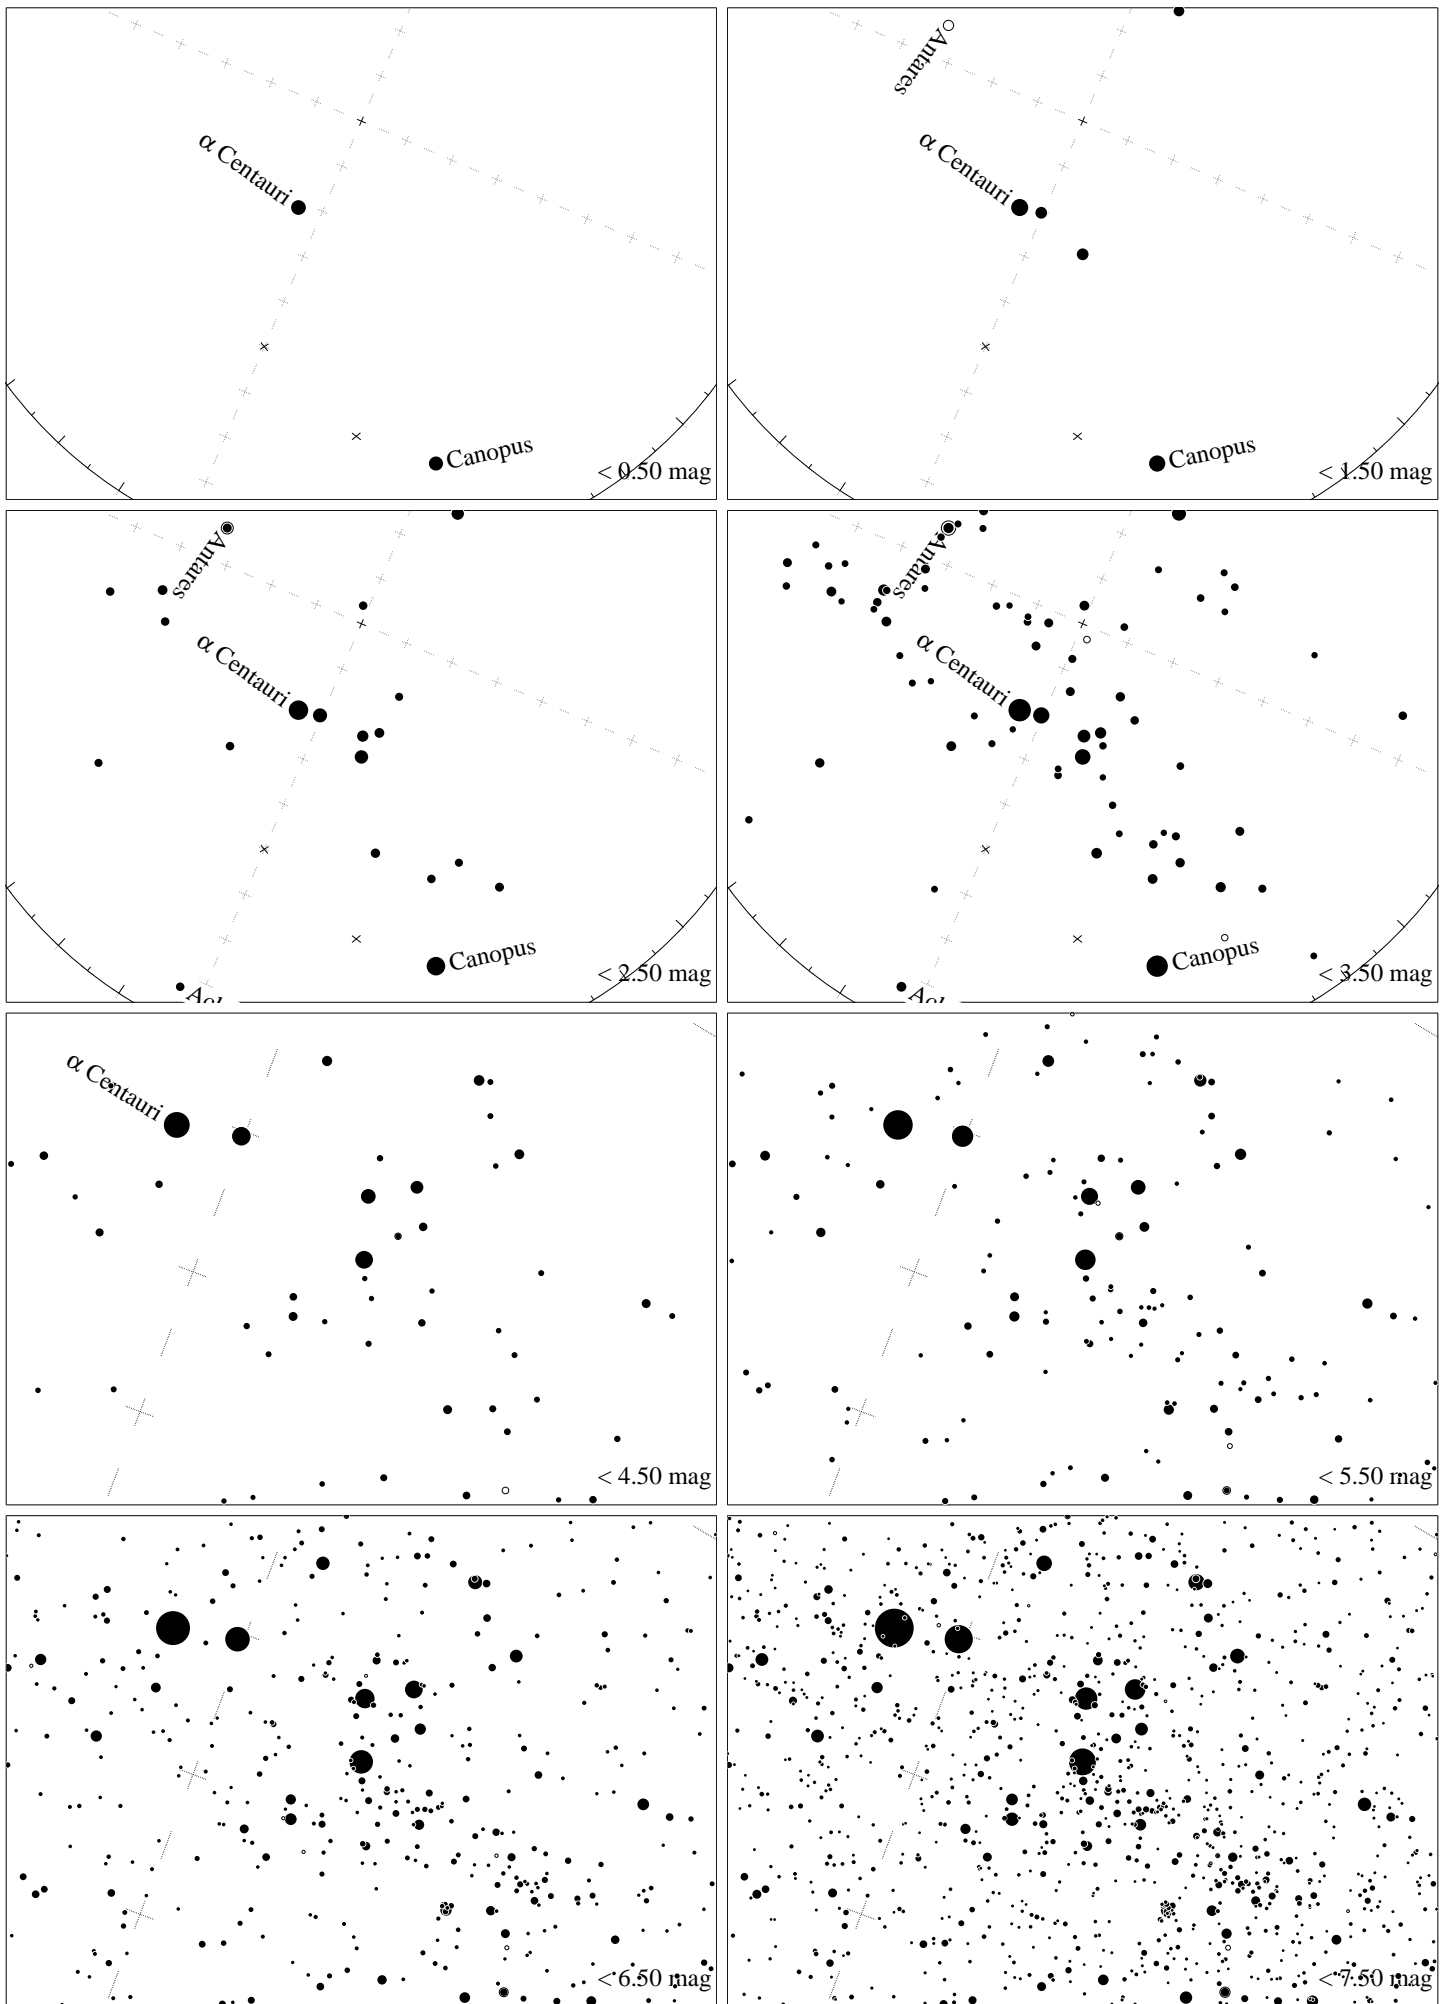 α Centauri
Canopus
< 0.50 mag
Antares
α Centauri
Canopus
< 1.50 mag
Antares
α Centauri
Canopus
< 2.50 mag
Antares
α Centauri
Canopus
< 3.50 mag
α Centauri
< 4.50 mag
< 5.50 mag
< 6.50 mag
< 7.50 mag